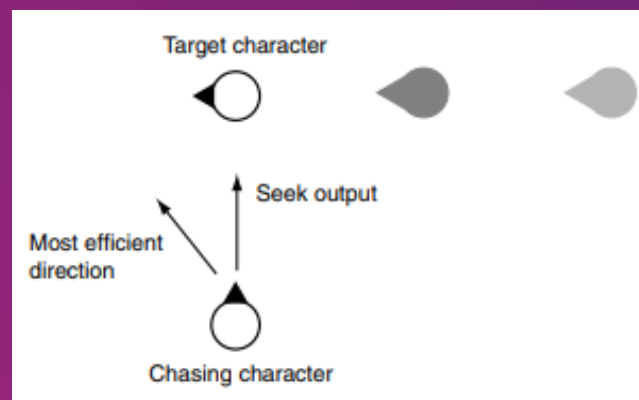 Target character
Seek output
Most efficient
direction
Chasing character